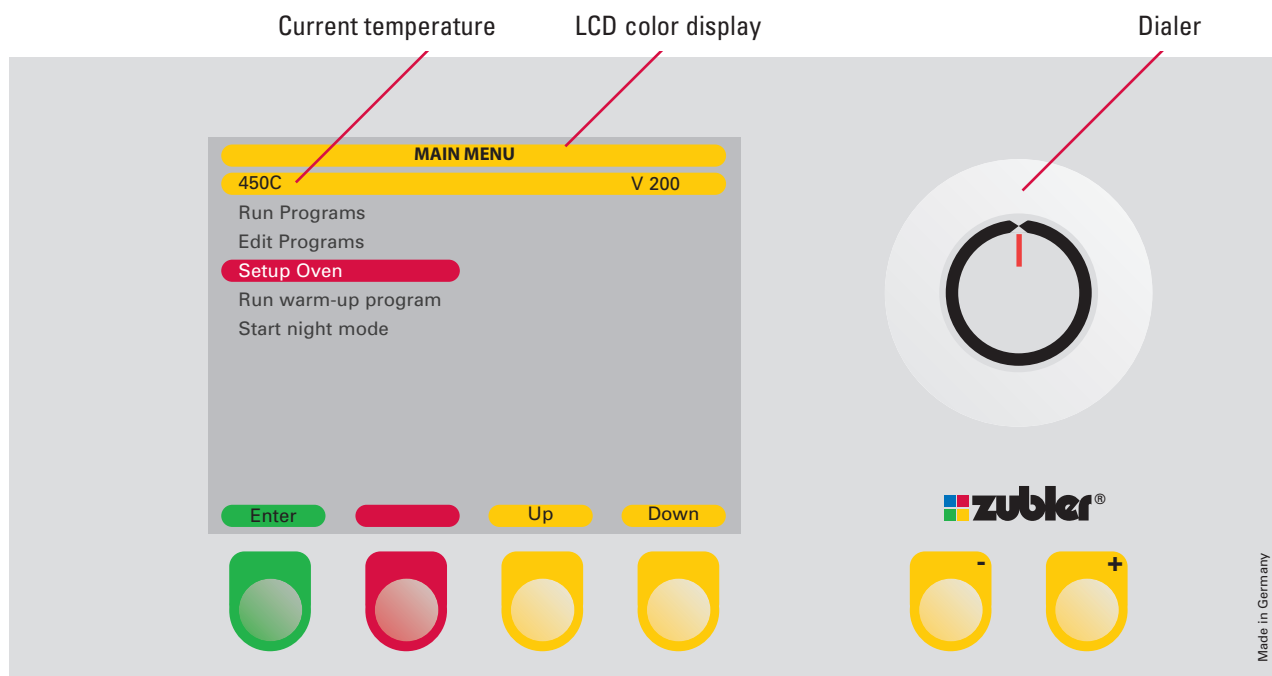 Current temperature
LCD color display
Dialer
MAIN MENU
450C
V 200
Run Programs
Edit Programs
Setup Oven
Run warm-up program
Start night mode
Enter
Up
Down
zubler®
-
+
Made in Germany